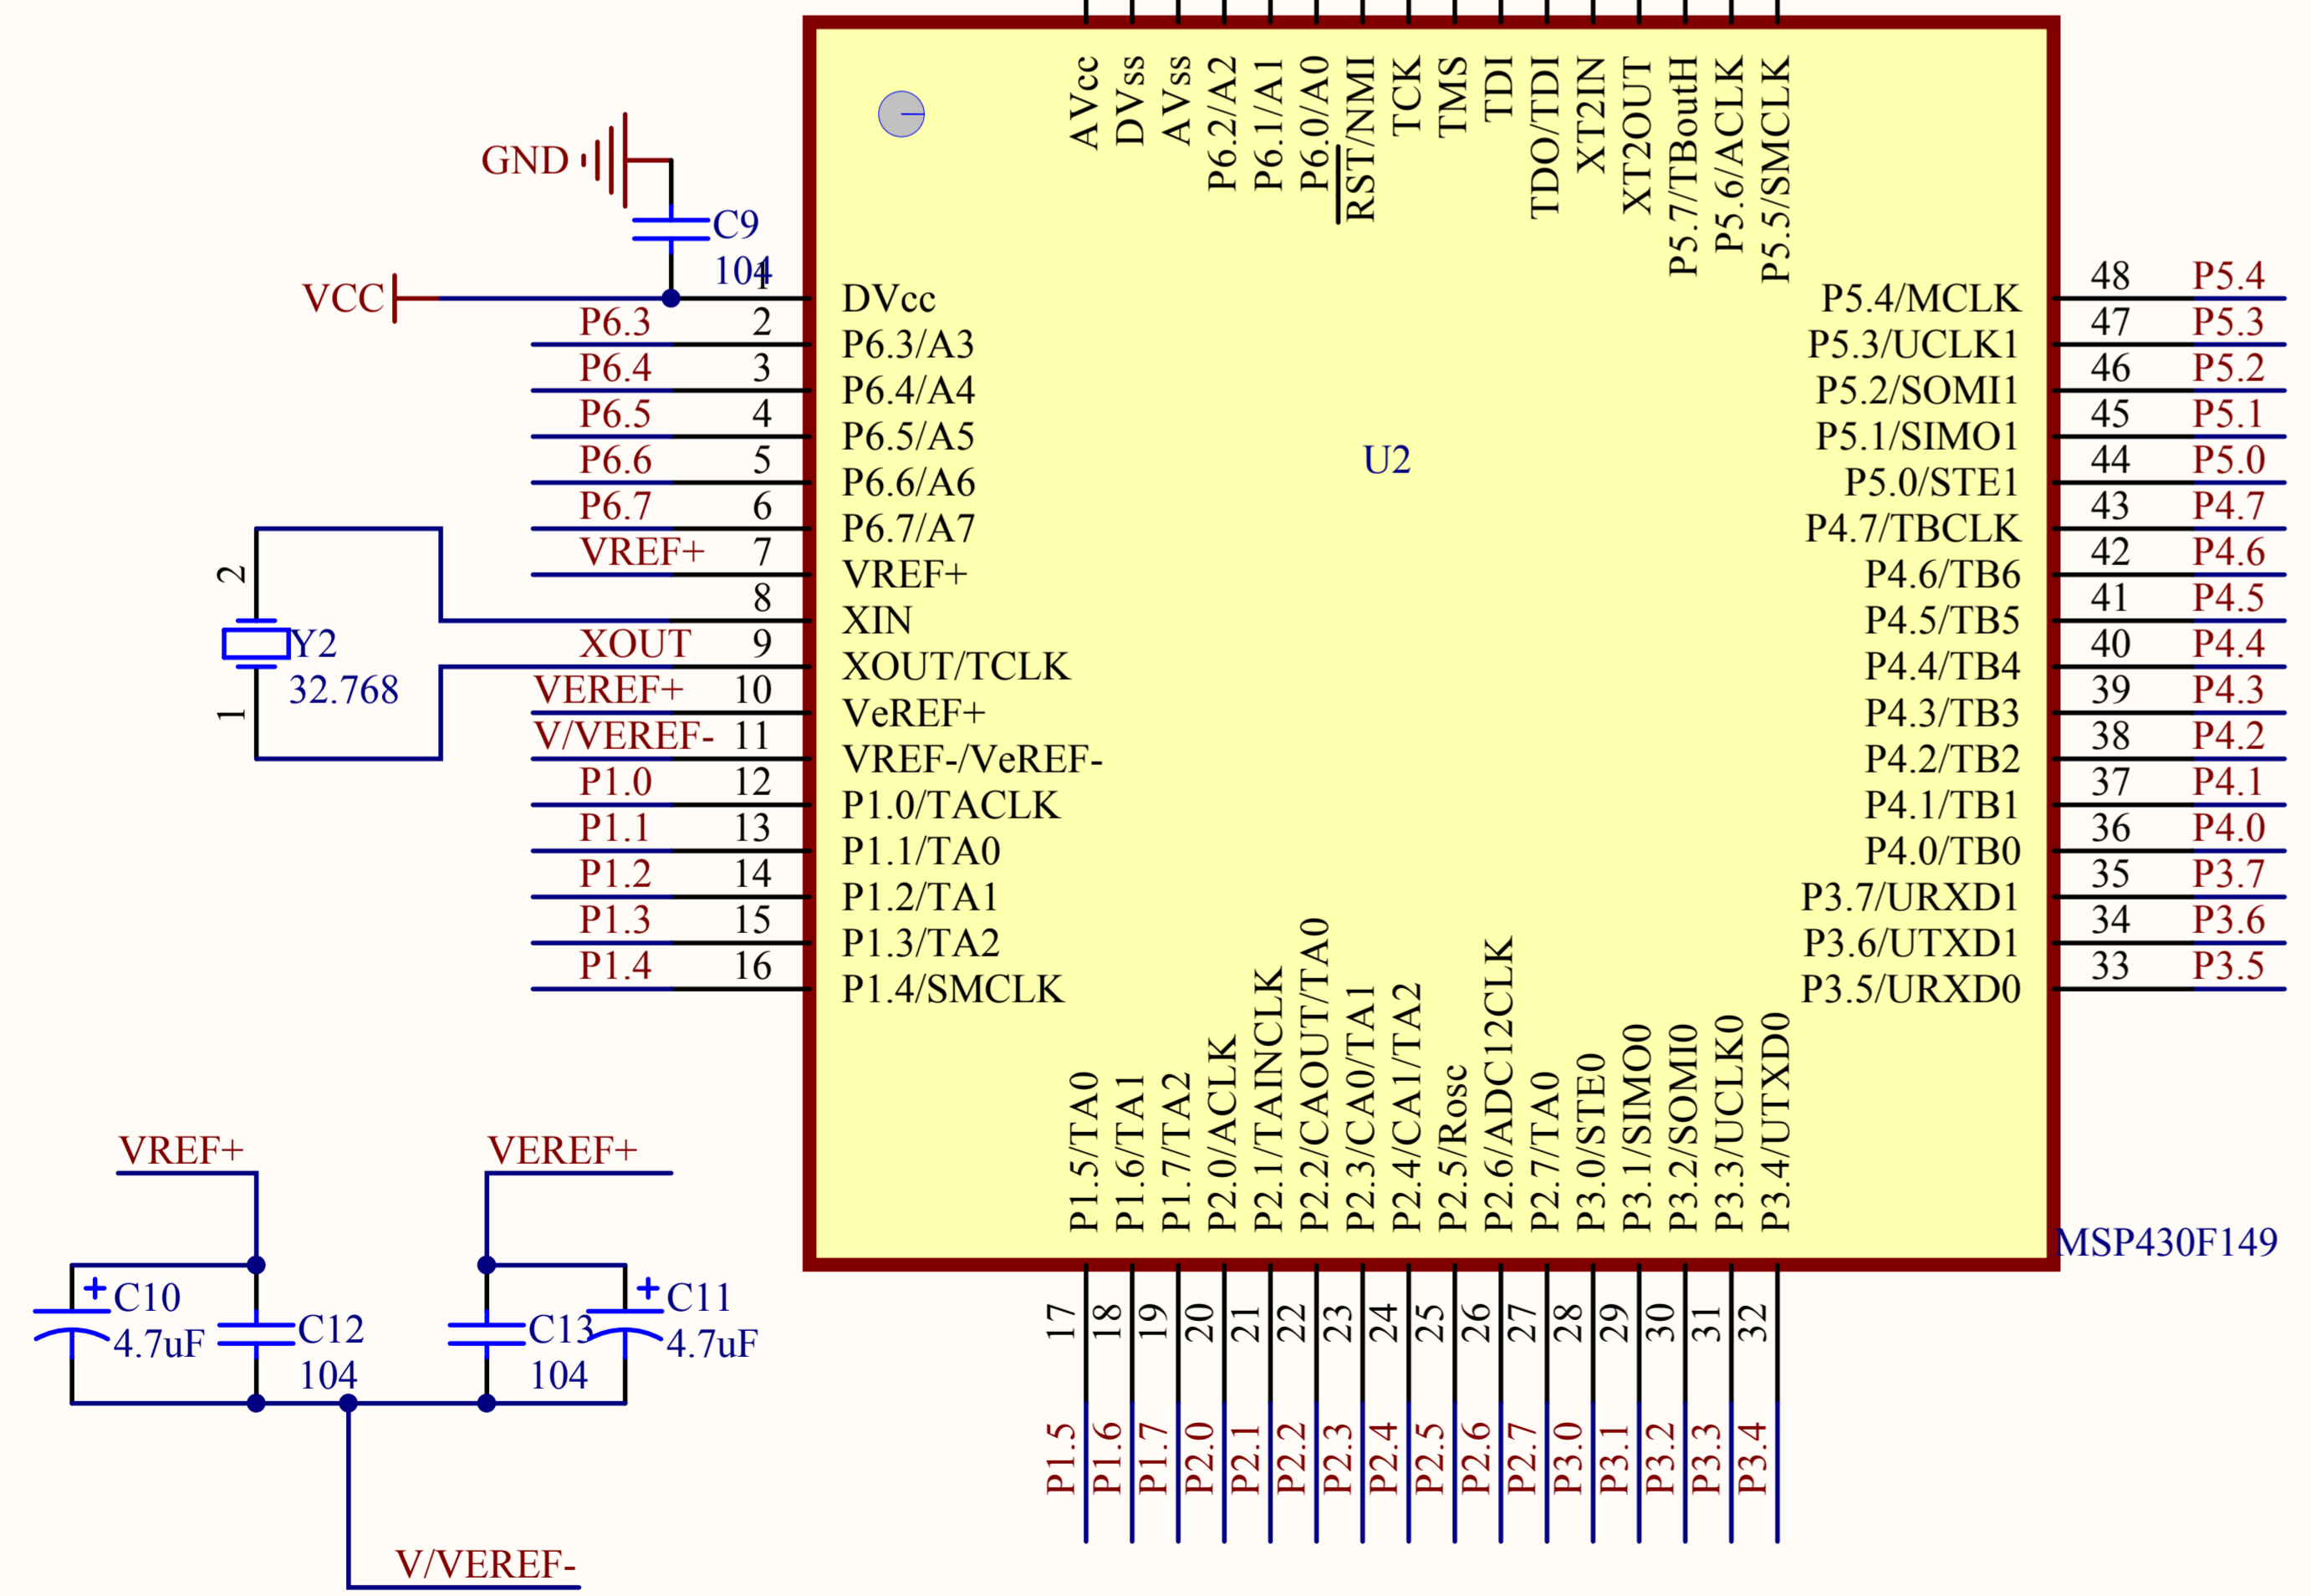 AVcc
DVss
AVss
P6.2/A2
P6.1/A1
P6.0/A0
RST/NMI
TCK
TMS
TDI
TDO/TDI
XT2IN
XT2OUT
P5.7/TBoutH
P5.6/ACLK
P5.5/SMCLK
GND
C9
104
VCC
1
DVcc
P6.3 2 P6.3/A3
P6.4 3 P6.4/A4
P6.5 4 P6.5/A5
P6.6 5 P6.6/A6
P6.7 6 P6.7/A7
VREF+ 7 VREF+
8 XIN
XOUT 9 XOUT/TCLK
VEREF+ 10 VeREF+
V/VEREF- 11 VREF-/VeREF-
P1.0 12 P1.0/TACLK
P1.1 13 P1.1/TA0
P1.2 14 P1.2/TA1
P1.3 15 P1.3/TA2
P1.4 16 P1.4/SMCLK
2
Y2
32.768
1
U2
P5.4/MCLK 48 P5.4
P5.3/UCLK1 47 P5.3
P5.2/SOMI1 46 P5.2
P5.1/SIMO1 45 P5.1
P5.0/STE1 44 P5.0
P4.7/TBCLK 43 P4.7
P4.6/TB6 42 P4.6
P4.5/TB5 41 P4.5
P4.4/TB4 40 P4.4
P4.3/TB3 39 P4.3
P4.2/TB2 38 P4.2
P4.1/TB1 37 P4.1
P4.0/TB0 36 P4.0
P3.7/URXD1 35 P3.7
P3.6/UTXD1 34 P3.6
P3.5/URXD0 33 P3.5
P1.5/TA0 17 P1.5
P1.6/TA1 18 P1.6
P1.7/TA2 19 P1.7
P2.0/ACLK 20 P2.0
P2.1/TAINCLK 21 P2.1
P2.2/CAOUT/TA0 22 P2.2
P2.3/CA0/TA1 23 P2.3
P2.4/CA1/TA2 24 P2.4
P2.5/Rosc 25 P2.5
P2.6/ADC12CLK 26 P2.6
P2.7/TA0 27 P2.7
P3.0/STE0 28 P3.0
P3.1/SIMO0 29 P3.1
P3.2/SOMI0 30 P3.2
P3.3/UCLK0 31 P3.3
P3.4/UTXD0 32 P3.4
MSP430F149
VREF+
VEREF+
+ C10
4.7uF
C12
104
C13
104
+ C11
4.7uF
V/VEREF-